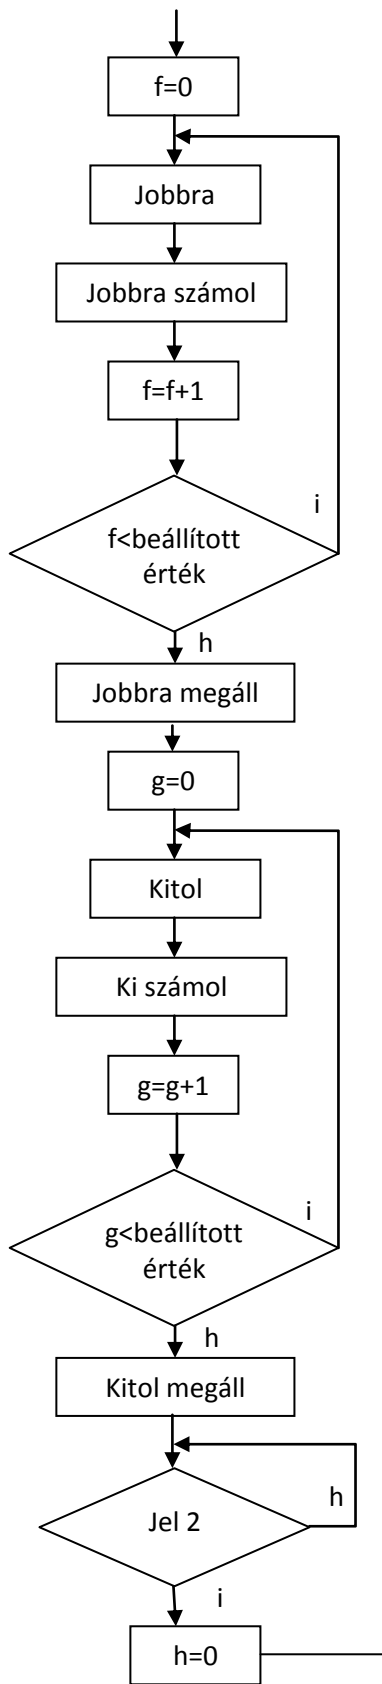 f=0
Jobbra
Jobbra számol
f=f+1
i
f<beállított
érték
h
Jobbra megáll
g=0
Kitol
Ki számol
g=g+1
i
g<beállított
érték
h
Kitol megáll
h
Jel 2
i
h=0